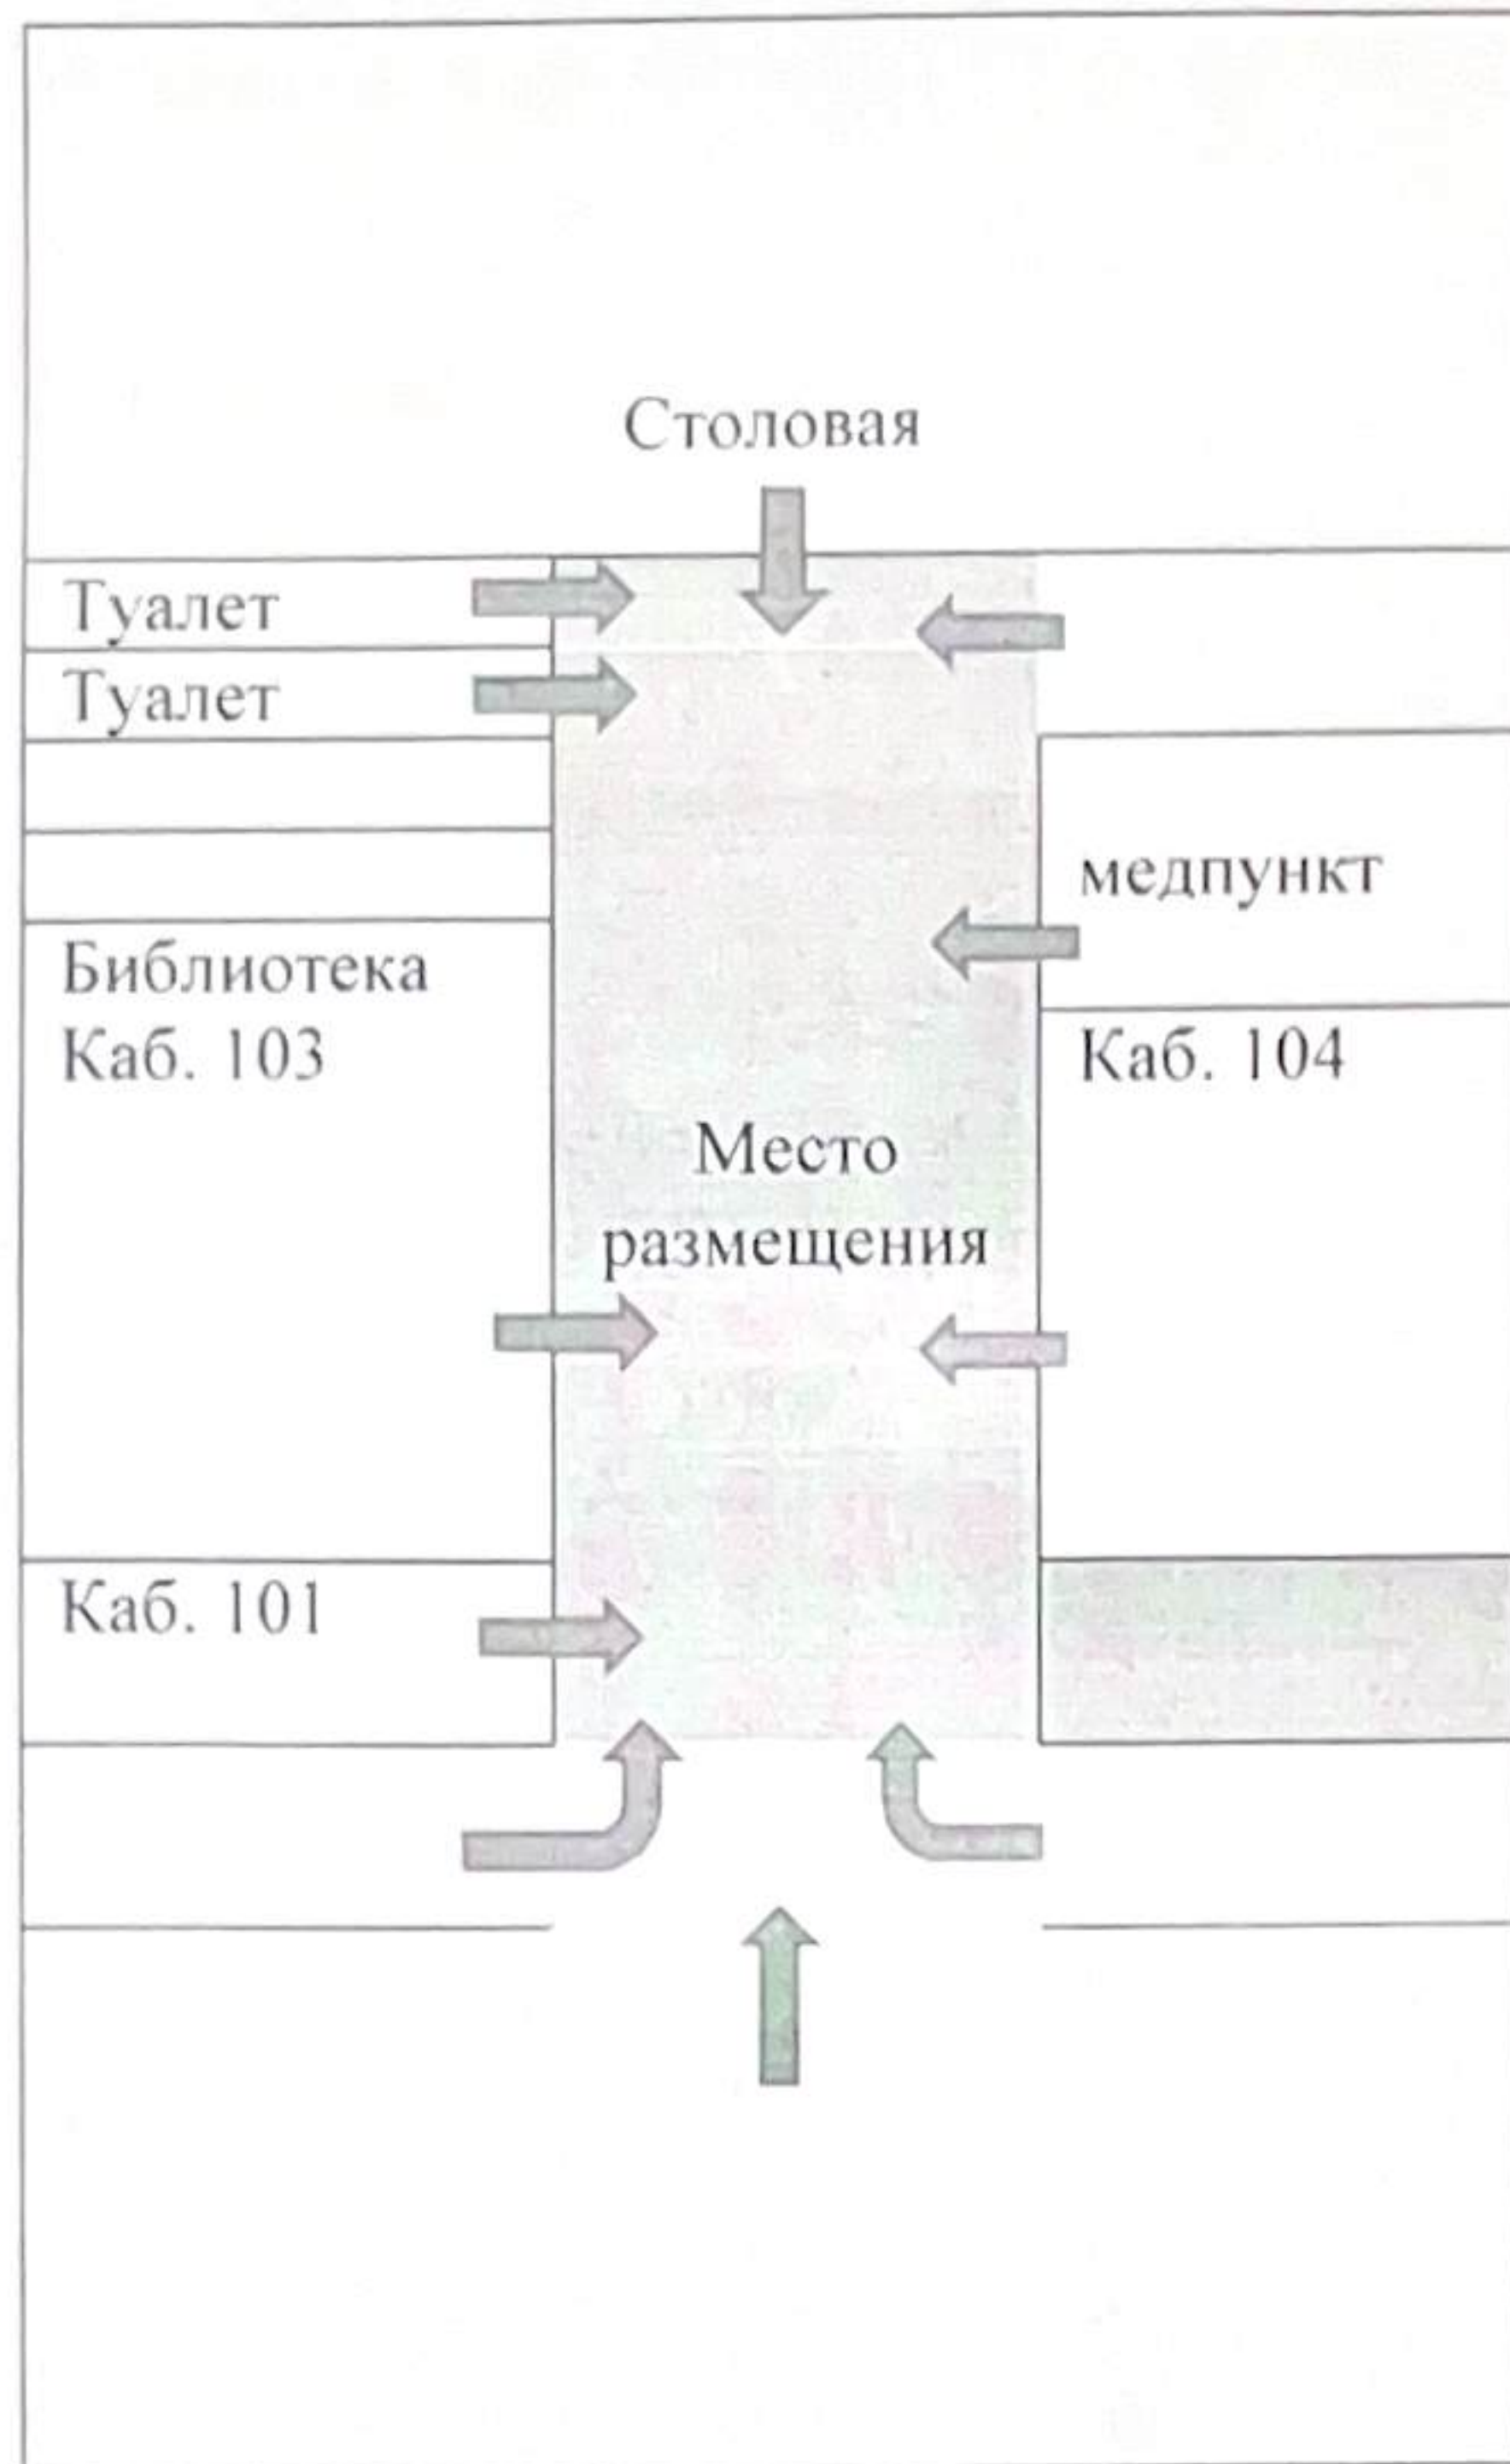 Столовая
Туалет
Туалет
медпункт
Библиотека
Каб. 103
Каб. 104
Место
размещения
Каб. 101